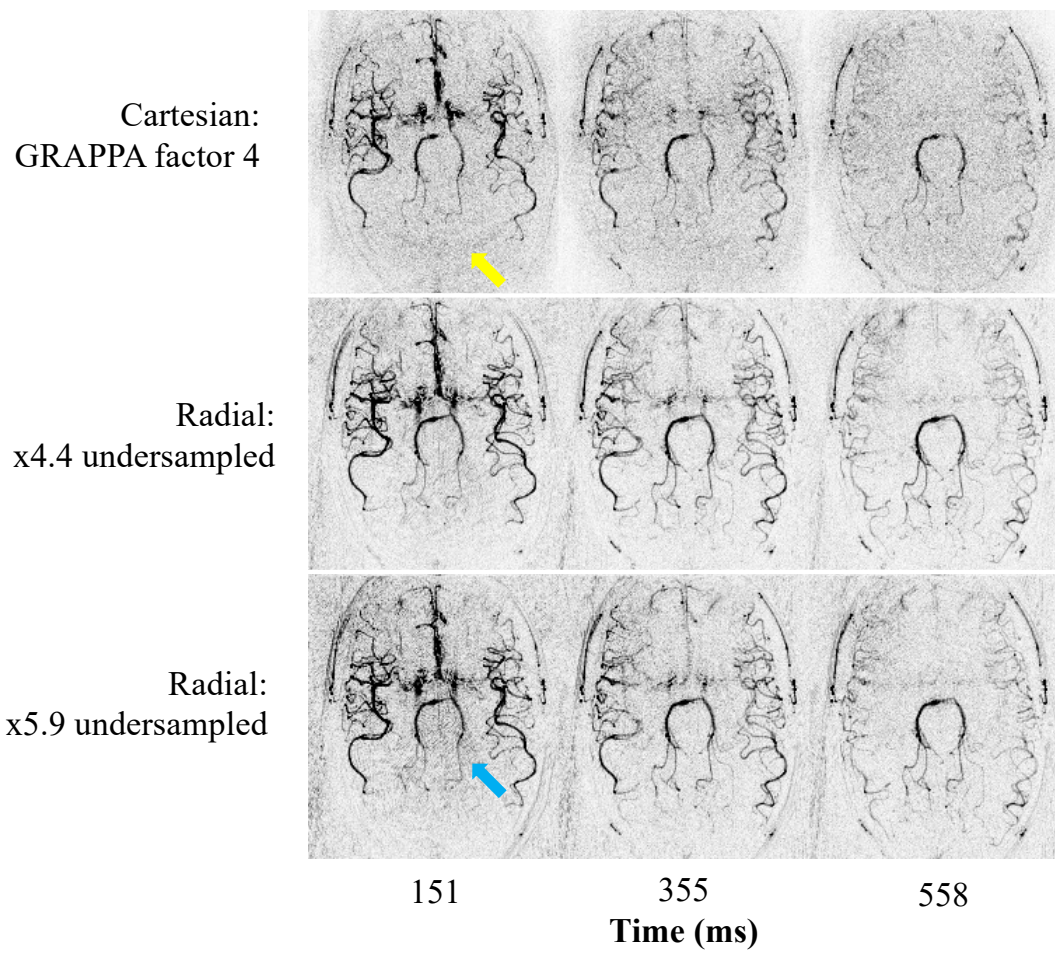 Cartesian:
GRAPPA factor 4
Radial:
x4.4 undersampled
Radial:
x5.9 undersampled
151
355
558
Time (ms)